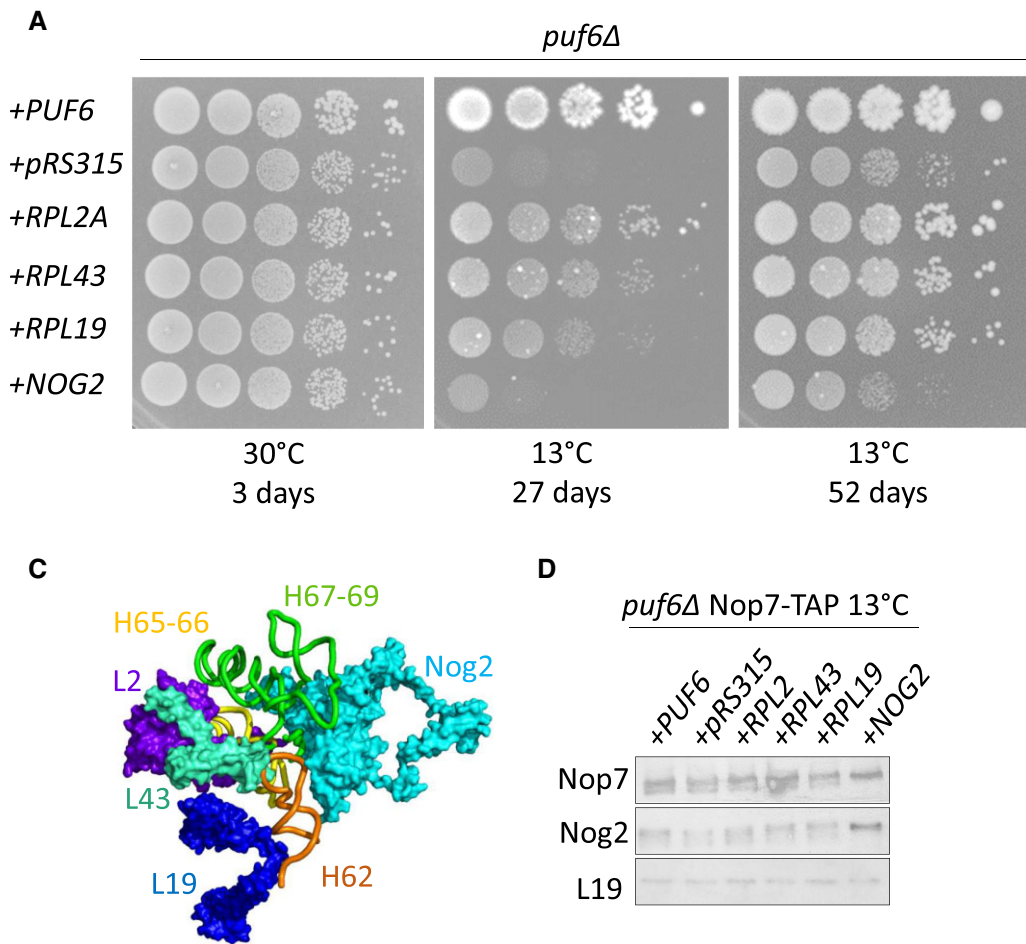 A
puf6Δ
+PUF6
+pRS315
+RPL2A
+RPL43
+RPL19
+NOG2
30°C
3 days
13°C
27 days
13°C
52 days
C
H67-69
H65-66
Nog2
L2
L43
L19
H62
D
puf6Δ Nop7-TAP 13°C
+PUF6
+pRS315
+RPL2
+RPL43
+RPL19
+NOG2
Nop7
Nog2
L19